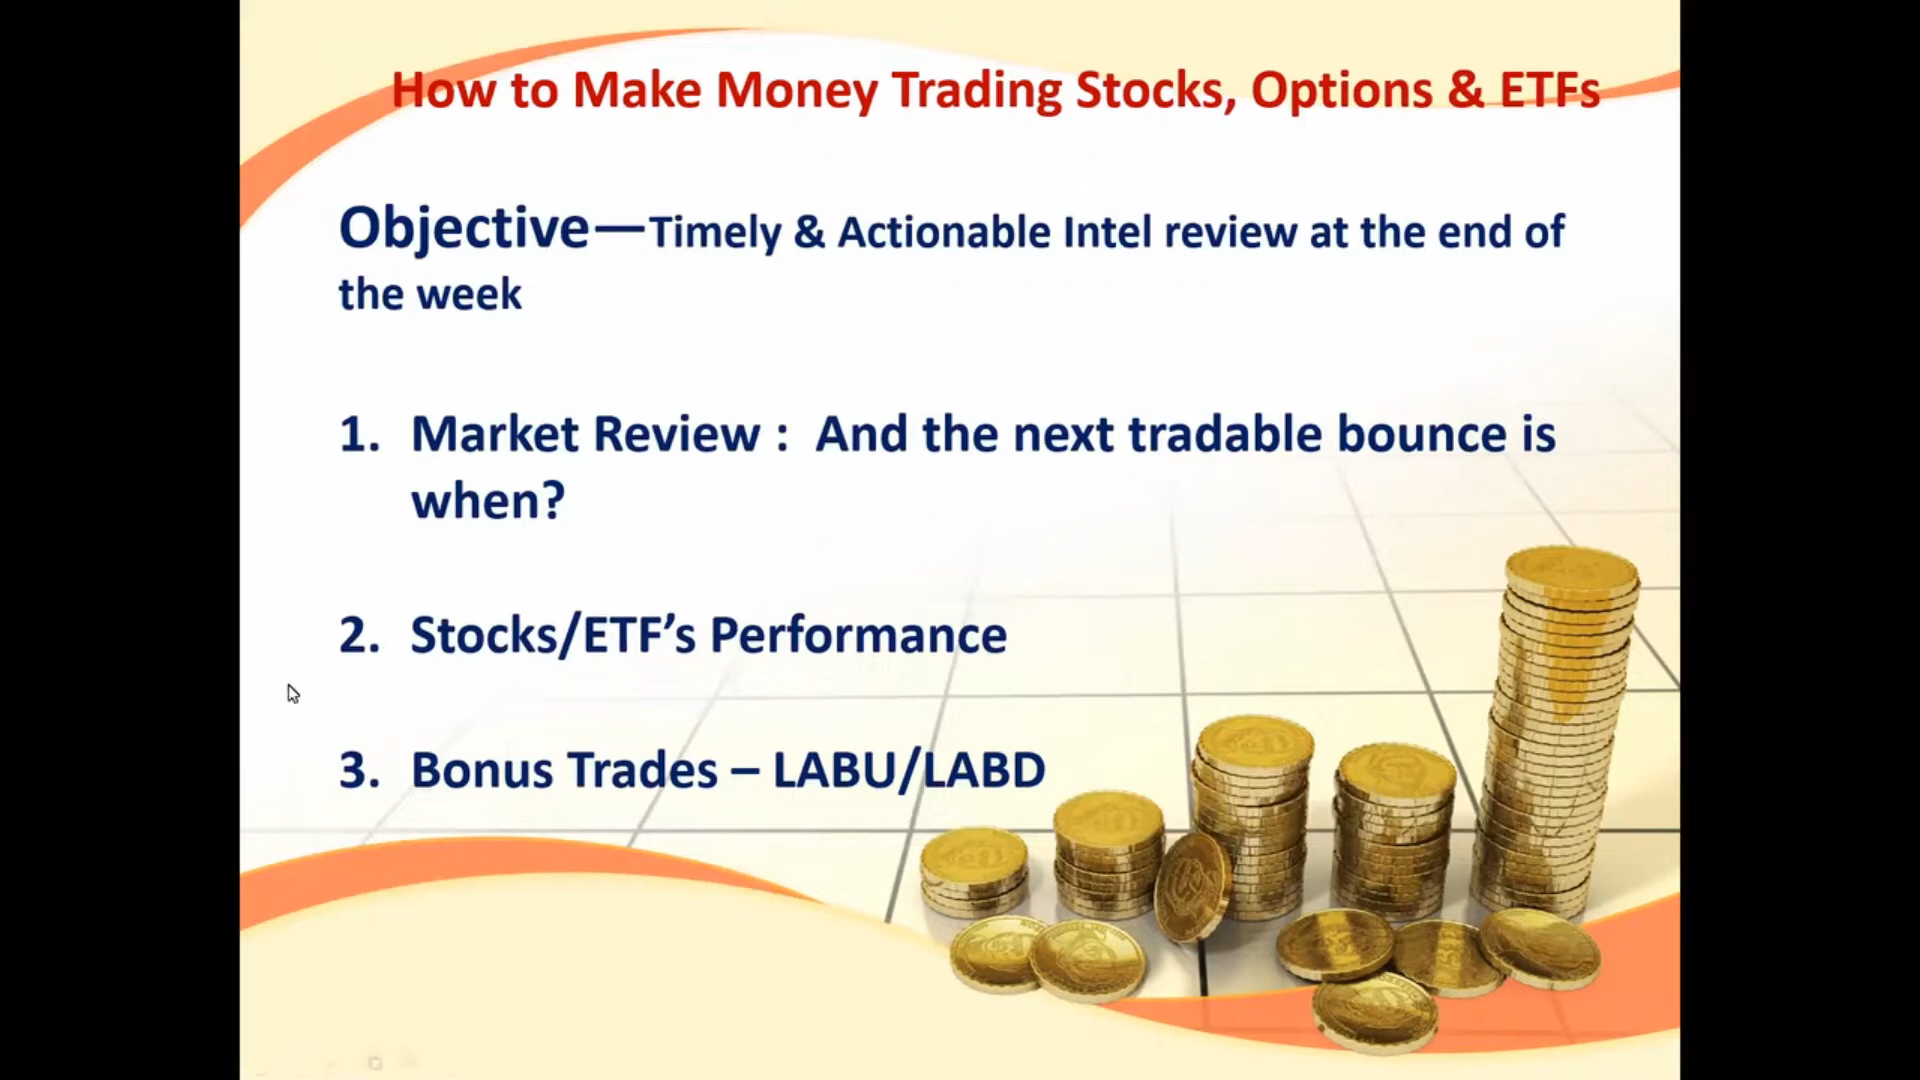 How to Make Money Trading Stocks, Options & ETFs
Objective—Timely & Actionable Intel review at the end of
the week
1. Market Review : And the next tradable bounce is
when?
2. Stocks/ETF’s Performance
3. Bonus Trades – LABU/LABD